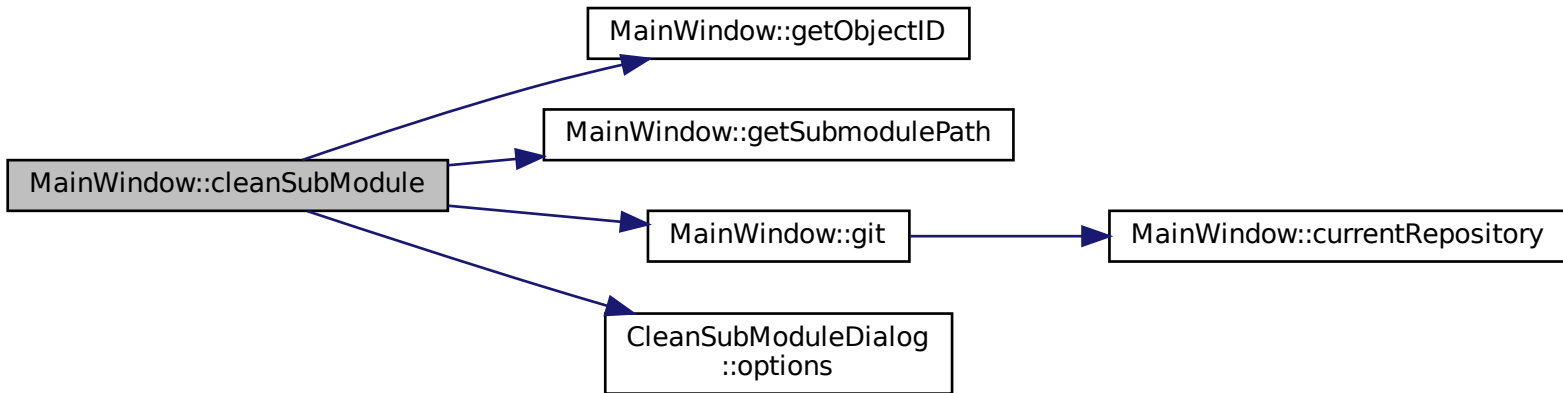 MainWindow::getObjectID
MainWindow::getSubmodulePath
MainWindow::cleanSubModule
MainWindow::git
MainWindow::currentRepository
CleanSubModuleDialog
::options